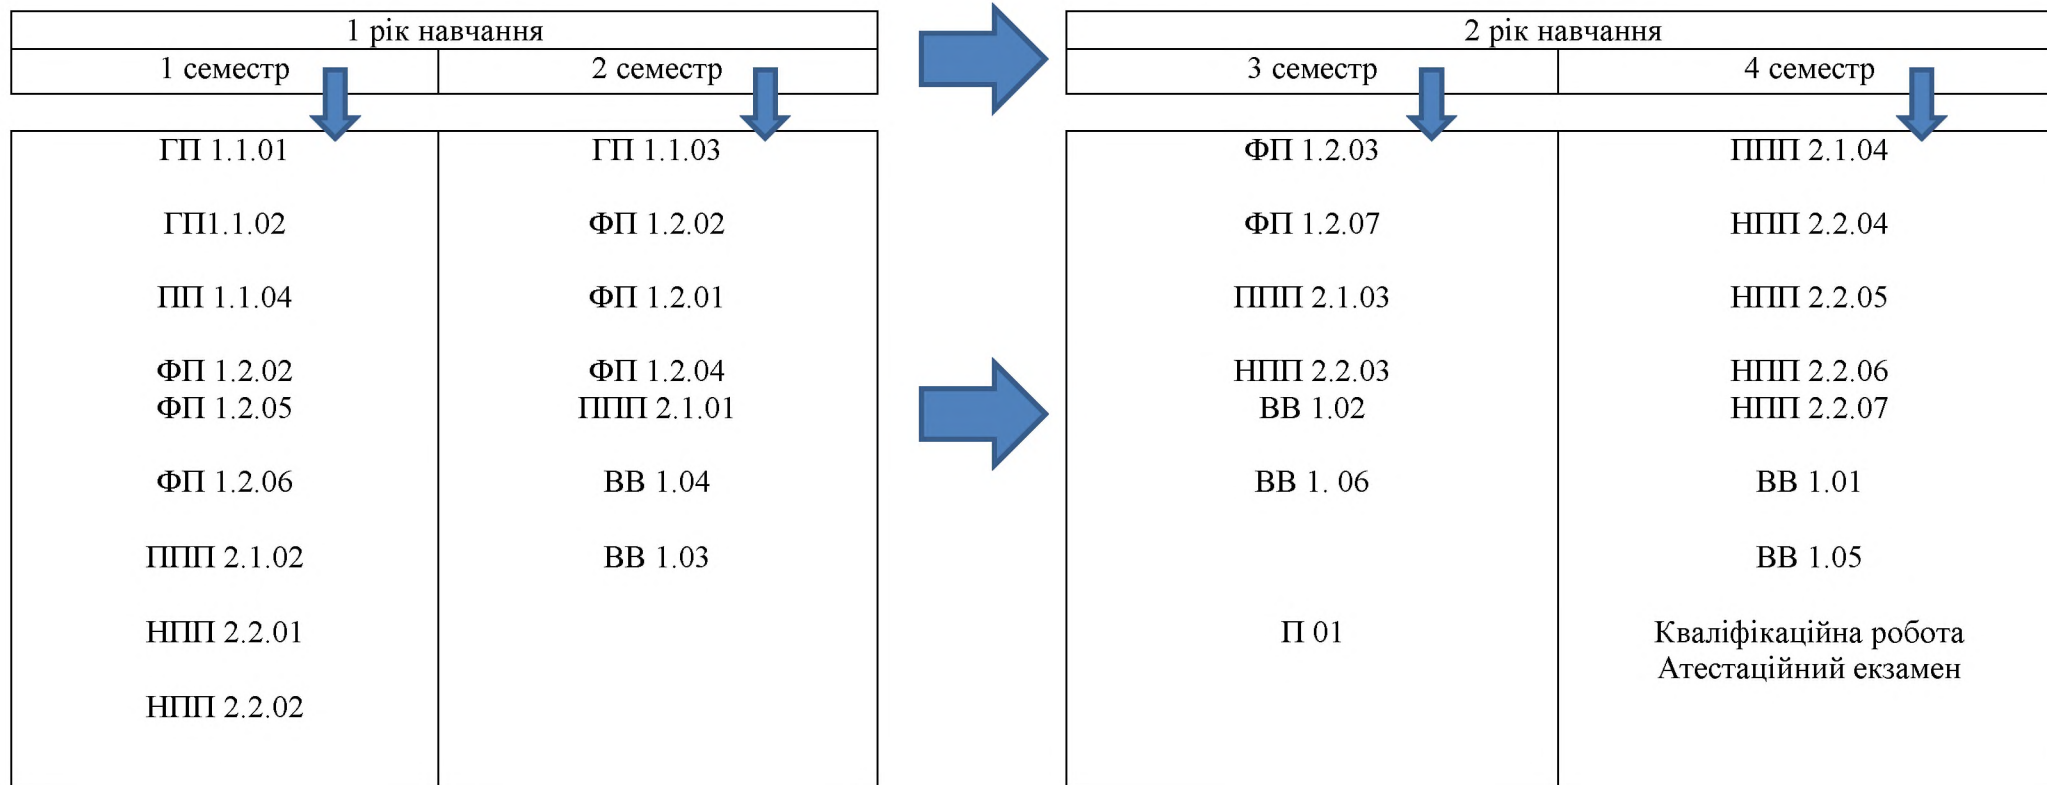 1 рік навчання
1 семестр
2 семестр
ГП 1.1.01
ГП1.1.02
ПП 1.1.04
ФП 1.2.02
ФП 1.2.05
ФП 1.2.06
ППП 2.1.02
НПП 2.2.01
НПП 2.2.02
ГП 1.1.03
ФП 1.2.02
ФП 1.2.01
ФП 1.2.04
ППП 2.1.01
ВВ 1.04
ВВ 1.03
2 рік навчання
3 семестр
4 семестр
ФП 1.2.03
ФП 1.2.07
ППП 2.1.03
НПП 2.2.03
ВВ 1.02
ВВ 1. 06
П 01
ППП 2.1.04
НПП 2.2.04
НПП 2.2.05
НПП 2.2.06
НПП 2.2.07
ВВ 1.01
ВВ 1.05
Кваліфікаційна робота
Атестаційний екзамен